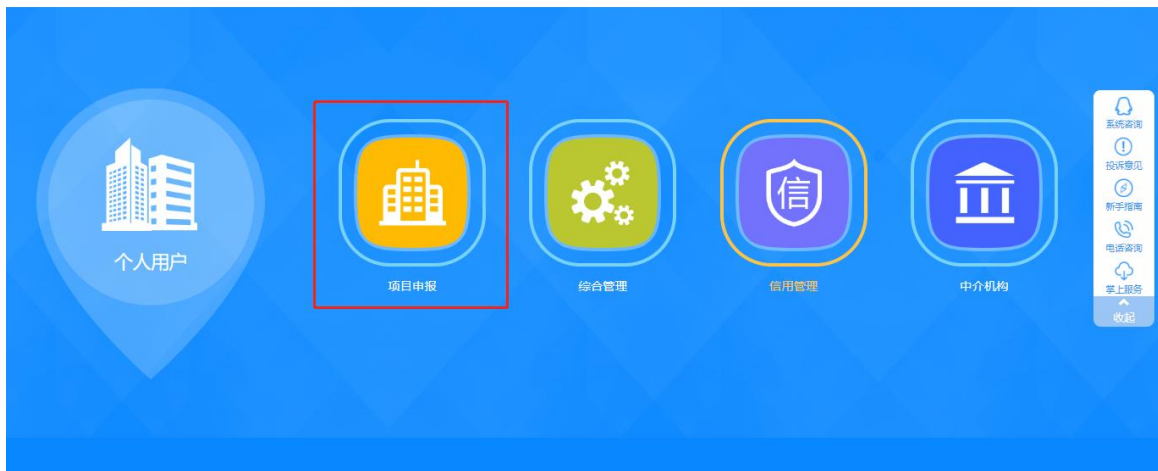 个人用户
项目申报
综合管理
信
信用管理
中介机构
系统咨询
投诉意见
新手指南
电话咨询
掌上服务
收起